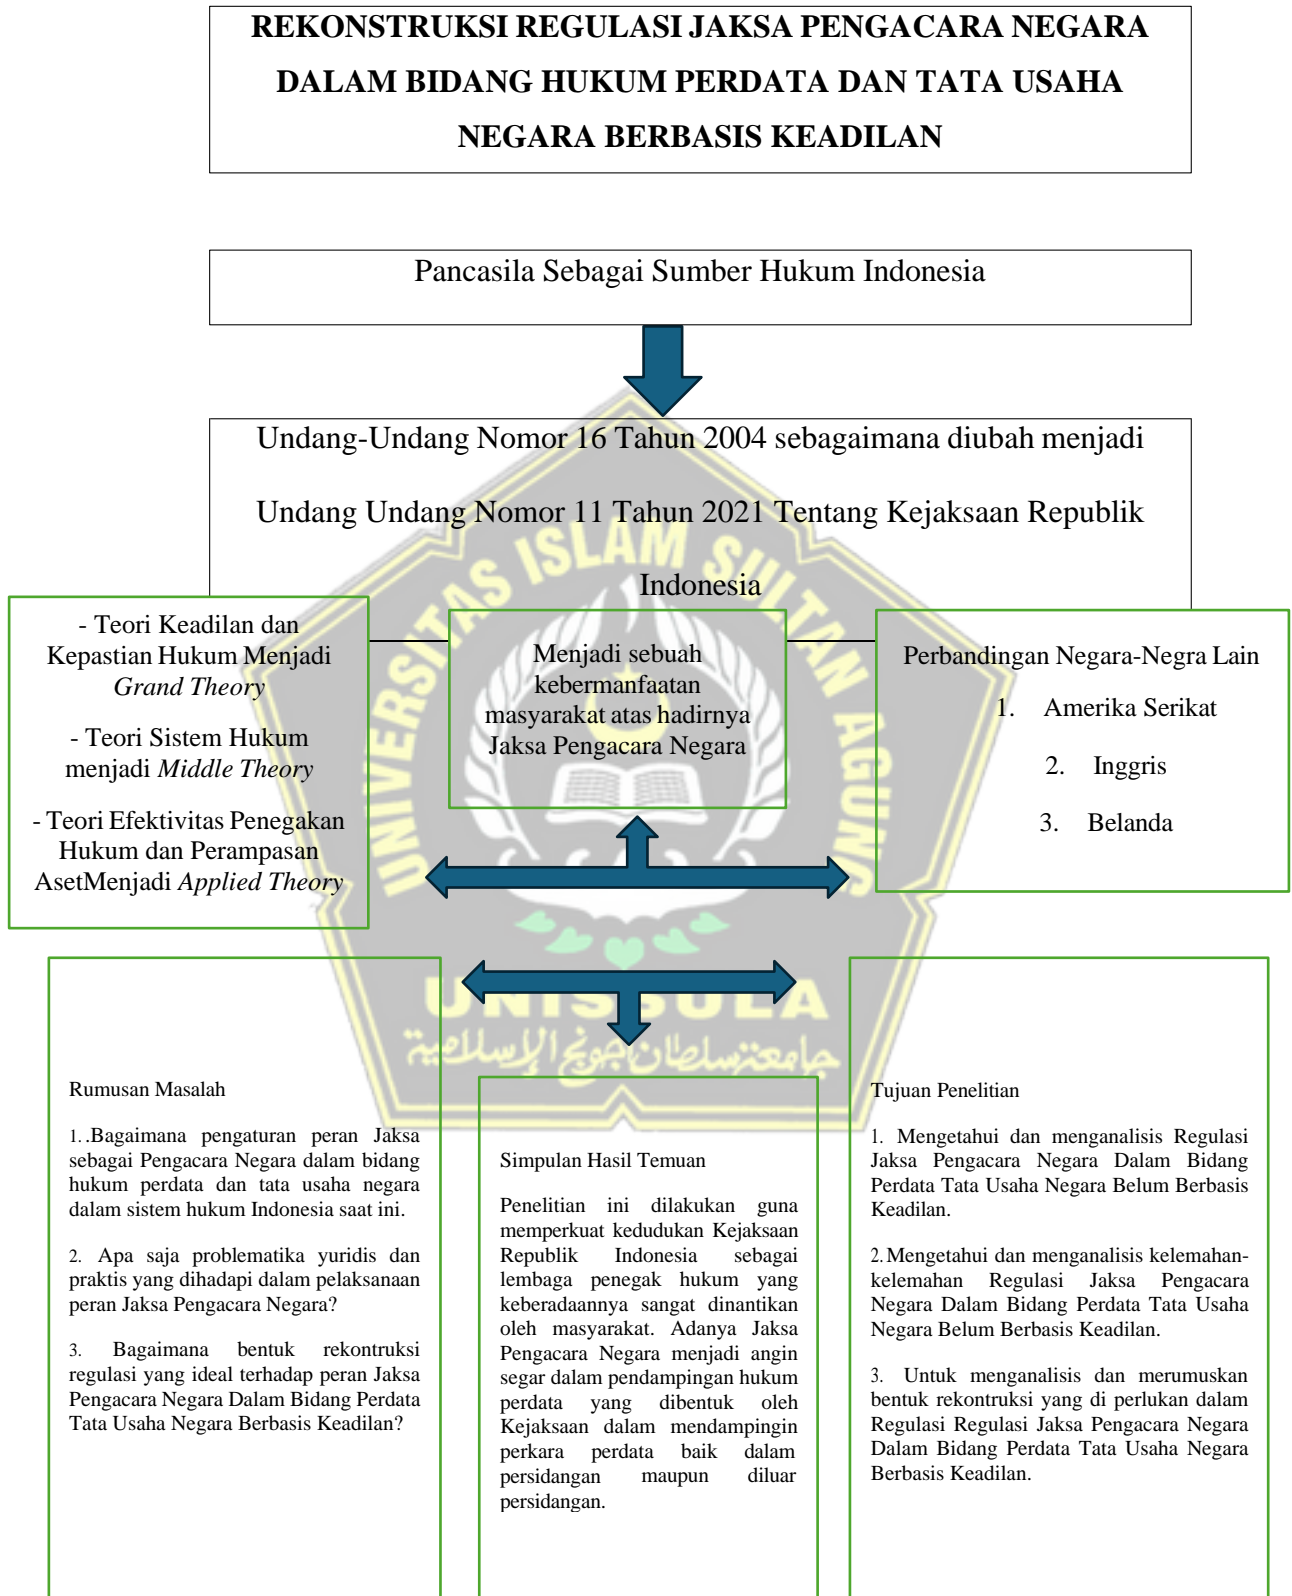 REKONSTRUKSI REGULASI JAKSA PENGACARA NEGARA
DALAM BIDANG HUKUM PERDATA DAN TATA USAHA
NEGARA BERBASIS KEADILAN
Pancasila Sebagai Sumber Hukum Indonesia
Undang-Undang Nomor 16 Tahun 2004 sebagaimana diubah menjadi
Undang Undang Nomor 11 Tahun 2021 Tentang Kejaksaan Republik
Indonesia
- Teori Keadilan dan
Kepastian Hukum Menjadi
Grand Theory
- Teori Sistem Hukum
menjadi Middle Theory
- Teori Efektivitas Penegakan
Hukum dan Perampasan
AsetMenjadi Applied Theory
Menjadi sebuah
kebermanfaatan
masyarakat atas hadirnya
Jaksa Pengacara Negara
Perbandingan Negara-Negra Lain
1. Amerika Serikat
2. Inggris
3. Belanda
UNIVERSITAS ISLAM SULTAN AGUNG
UNISSULA
جامعة سلطان أجونج الإسلامية
Rumusan Masalah
1. .Bagaimana pengaturan peran Jaksa
sebagai Pengacara Negara dalam bidang
hukum perdata dan tata usaha negara
dalam sistem hukum Indonesia saat ini.
2. Apa saja problematika yuridis dan
praktis yang dihadapi dalam pelaksanaan
peran Jaksa Pengacara Negara?
3. Bagaimana bentuk rekontruksi
regulasi yang ideal terhadap peran Jaksa
Pengacara Negara Dalam Bidang Perdata
Tata Usaha Negara Berbasis Keadilan?
Simpulan Hasil Temuan
Penelitian ini dilakukan guna
memperkuat kedudukan Kejaksaan
Republik Indonesia sebagai
lembaga penegak hukum yang
keberadaannya sangat dinantikan
oleh masyarakat. Adanya Jaksa
Pengacara Negara menjadi angin
segar dalam pendampingan hukum
perdata yang dibentuk oleh
Kejaksaan dalam mendampingin
perkara perdata baik dalam
persidangan maupun diluar
persidangan.
Tujuan Penelitian
1. Mengetahui dan menganalisis Regulasi
Jaksa Pengacara Negara Dalam Bidang
Perdata Tata Usaha Negara Belum Berbasis
Keadilan.
2. Mengetahui dan menganalisis kelemahan-
kelemahan Regulasi Jaksa Pengacara
Negara Dalam Bidang Perdata Tata Usaha
Negara Belum Berbasis Keadilan.
3. Untuk menganalisis dan merumuskan
bentuk rekontruksi yang di perlukan dalam
Regulasi Regulasi Jaksa Pengacara Negara
Dalam Bidang Perdata Tata Usaha Negara
Berbasis Keadilan.